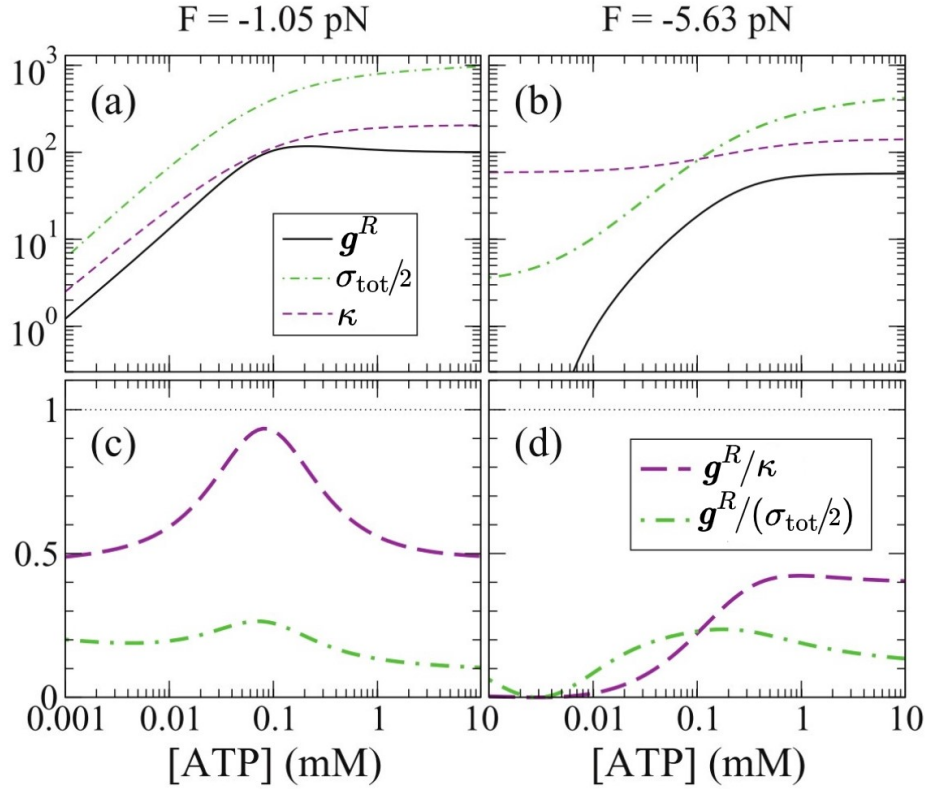 F = -1.05 pN
F = -5.63 pN
10³
10²
10¹
10⁰
(a)
(b)
g^R
σ_tot/2
κ
1
0.5
0
(c)
(d)
g^R/κ
g^R/(σ_tot/2)
0.001 0.01 0.1 1 10 0.01 0.1 1 10
[ATP] (mM)
[ATP] (mM)